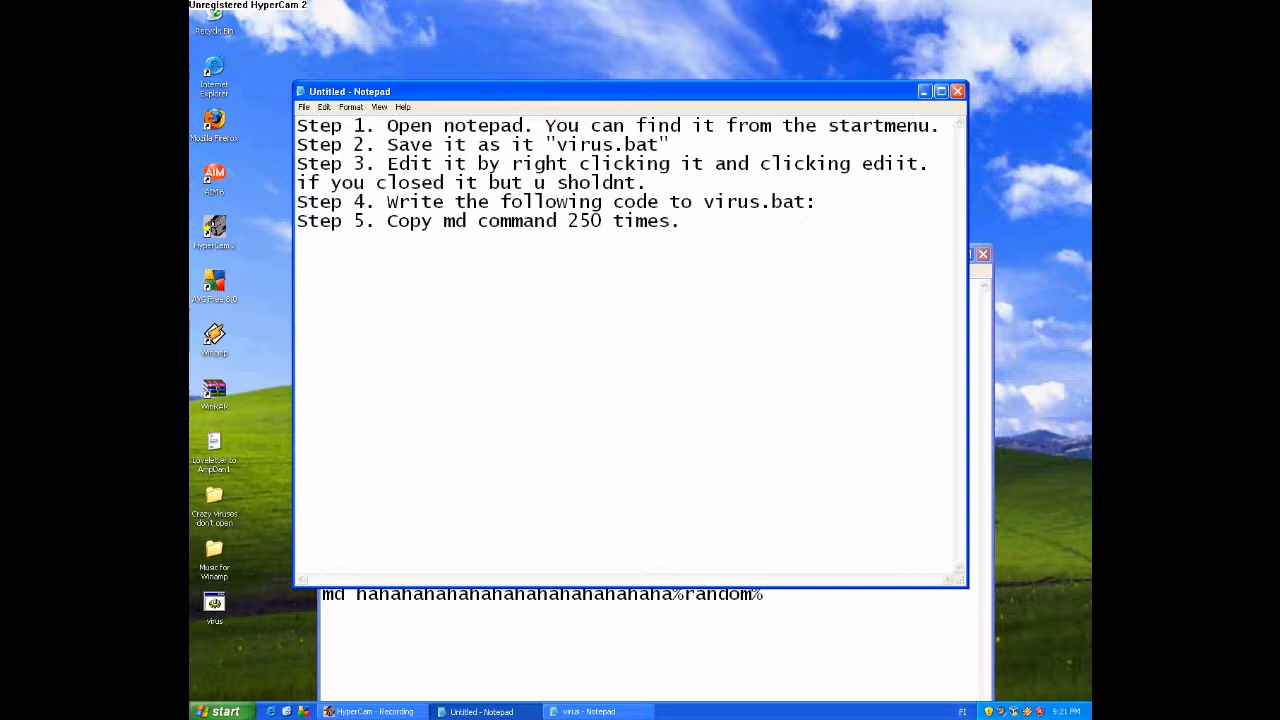 Unregistered HyperCam 2
Recycle Bin
Internet
Explorer
Mozilla Firefox
AIM 6
HyperCam 2
AVG Free 8.0
Winamp
WinRAR
Loveletter to
AmpDan1
Crazy viruses
don't open
Music for
Winamp
virus
Untitled - Notepad
File Edit Format View Help
Step 1. Open notepad. You can find it from the startmenu.
Step 2. Save it as it "virus.bat"
Step 3. Edit it by right clicking it and clicking ediit.
if you closed it but u sholdnt.
Step 4. Write the following code to virus.bat:
Step 5. Copy md command 250 times.
md hahahahahahahahahahahahahaha%random%
start
HyperCam - Recording
Untitled - Notepad
virus - Notepad
FI
9:21 PM